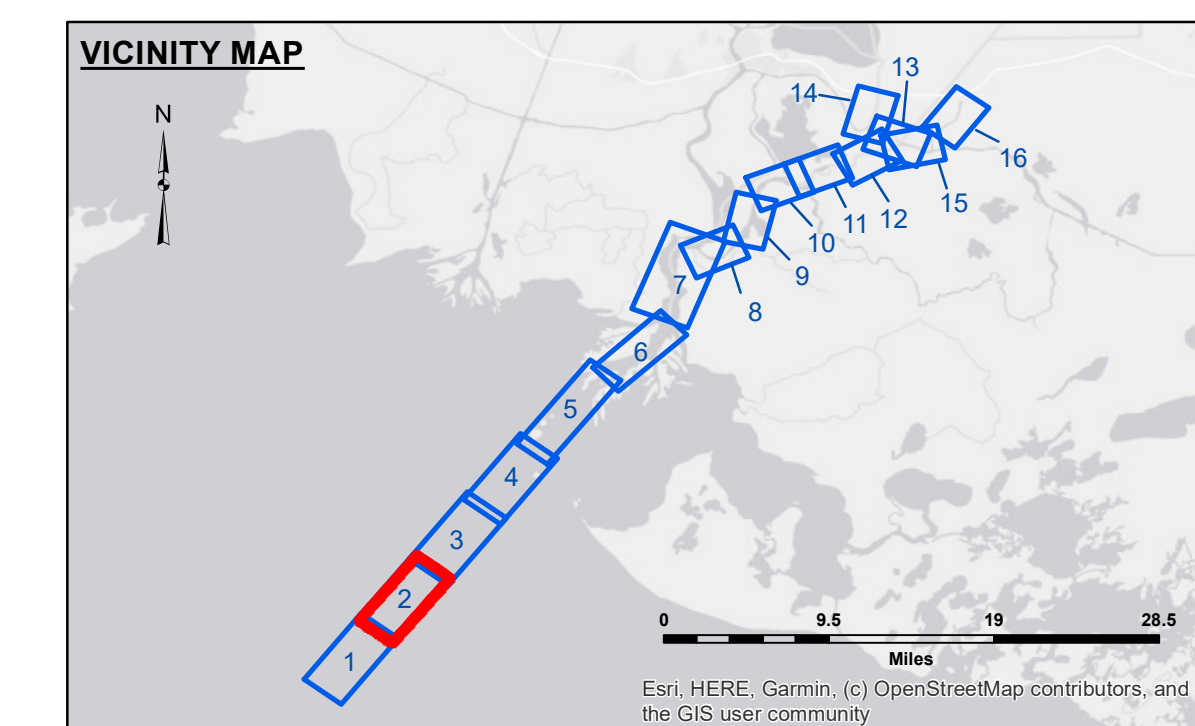 VICINITY MAP
N
13
14
16
15
12
11
10
9
8
7
6
5
4
3
2
1
0 9.5 19 28.5
Miles
Esri, HERE, Garmin, (c) OpenStreetMap contributors, and
the GIS user community